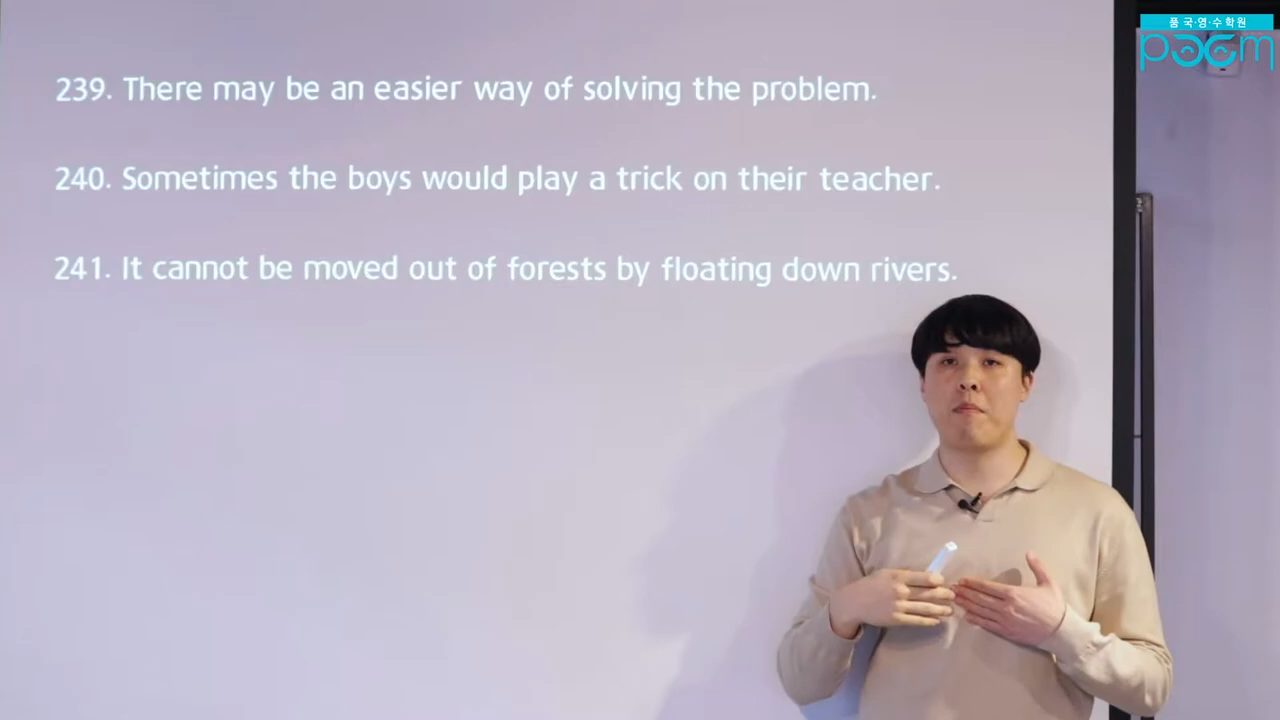 품 국·영·수학원
poem
239. There may be an easier way of solving the problem.
240. Sometimes the boys would play a trick on their teacher.
241. It cannot be moved out of forests by floating down rivers.